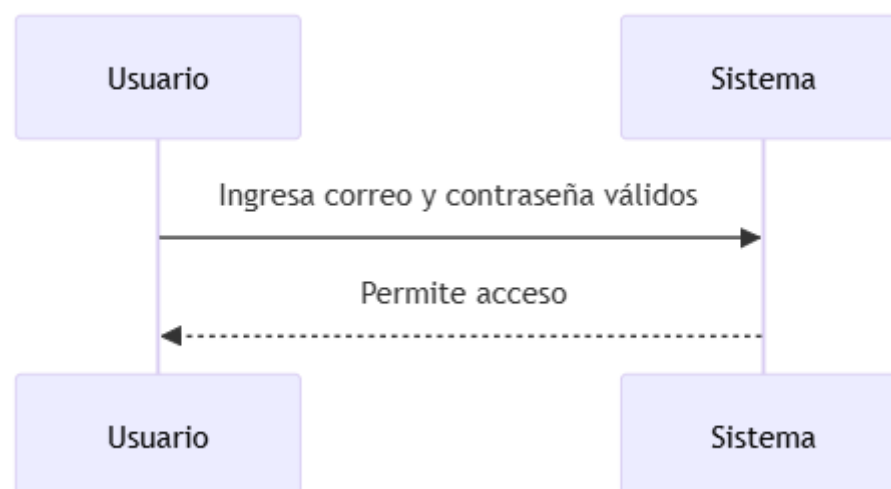 Usuario
Sistema
Ingresa correo y contraseña válidos
Permite acceso
Usuario
Sistema